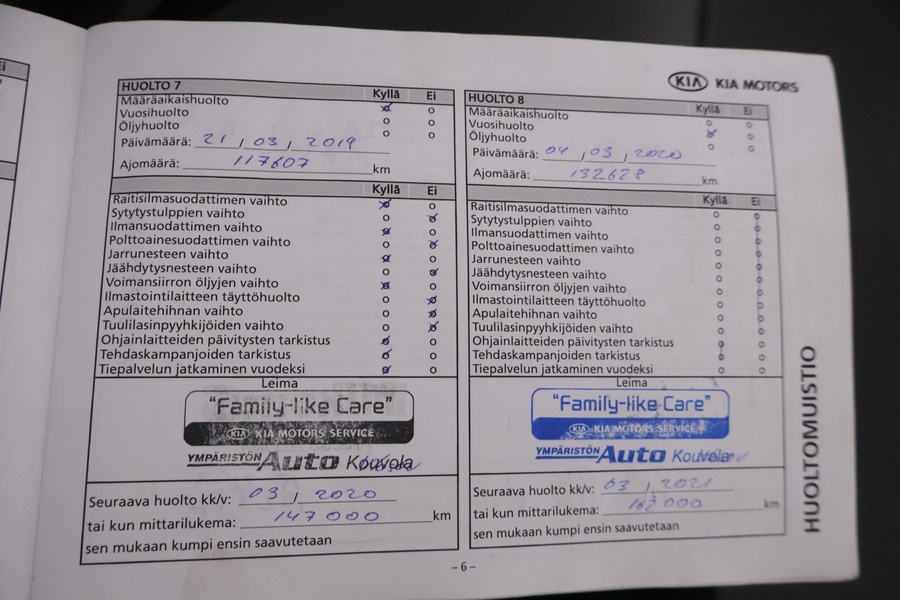 KIA KIA MOTORS
HUOLTO 7
Kyllä Ei
Määräaikaishuolto
Vuosihuolto
Öljyhuolto
Päivämäärä: 21 / 03 / 2019
Ajomäärä: 117607 km
Kyllä Ei
Raitisilmasuodattimen vaihto
Sytytystulppien vaihto
Ilmansuodattimen vaihto
Polttoainesuodattimen vaihto
Jarrunesteen vaihto
Jäähdytysnesteen vaihto
Voimansiirron öljyjen vaihto
Ilmastointilaitteen täyttöhuolto
Apulaitehihnan vaihto
Tuulilasinpyyhkijöiden vaihto
Ohjainlaitteiden päivitysten tarkistus
Tehdaskampanjoiden tarkistus
Tiepalvelun jatkaminen vuodeksi
Leima
"Family-like Care"
KIA KIA MOTORS SERVICE
YMPÄRISTÖN Auto Kouvola
Seuraava huolto kk/v: 03 / 2020
tai kun mittarilukema: 147000 km
sen mukaan kumpi ensin saavutetaan
HUOLTO 8
Kyllä Ei
Määräaikaishuolto
Vuosihuolto
Öljyhuolto
Päivämäärä: 04 / 03 / 2020
Ajomäärä: 132628 km
Kyllä Ei
Raitisilmasuodattimen vaihto
Sytytystulppien vaihto
Ilmansuodattimen vaihto
Polttoainesuodattimen vaihto
Jarrunesteen vaihto
Jäähdytysnesteen vaihto
Voimansiirron öljyjen vaihto
Ilmastointilaitteen täyttöhuolto
Apulaitehihnan vaihto
Tuulilasinpyyhkijöiden vaihto
Ohjainlaitteiden päivitysten tarkistus
Tehdaskampanjoiden tarkistus
Tiepalvelun jatkaminen vuodeksi
Leima
"Family-like Care"
KIA KIA MOTORS SERVICE
YMPÄRISTÖN Auto Kouvola
Seuraava huolto kk/v: 03 / 2021
tai kun mittarilukema: 162000 km
sen mukaan kumpi ensin saavutetaan
HUOLTOMUISTIO
– 6 –